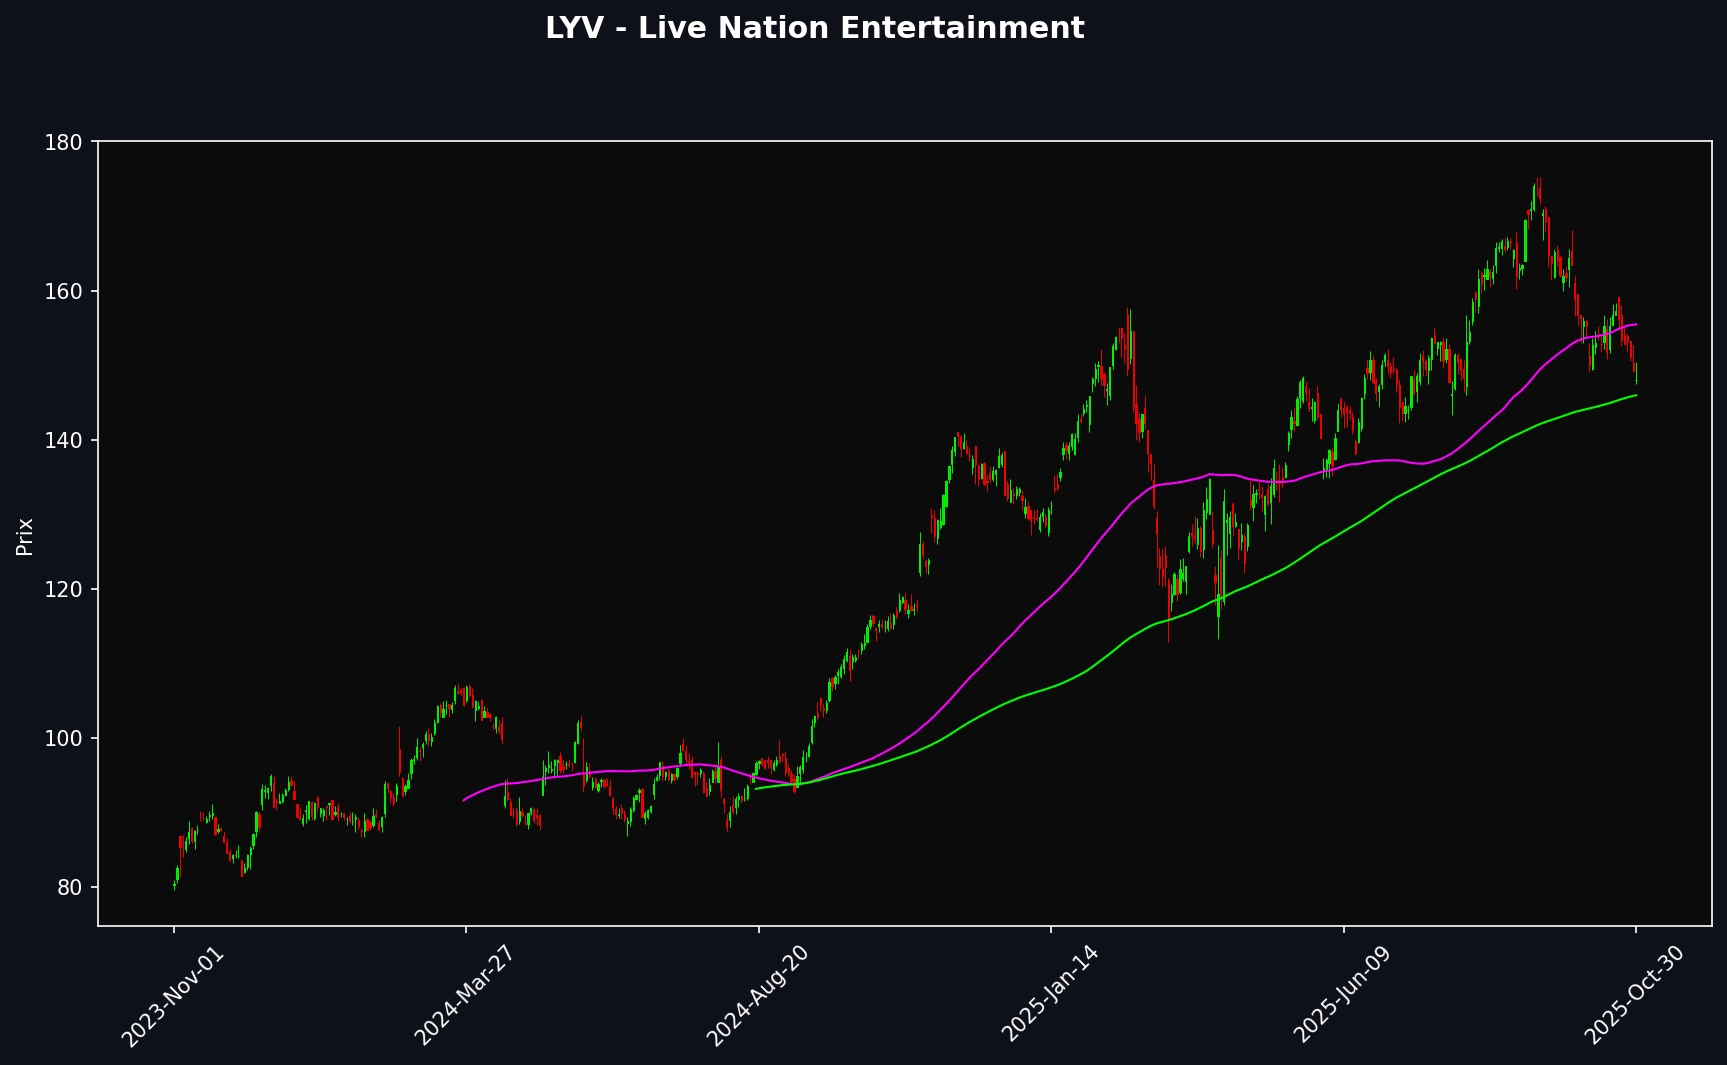 LYV - Live Nation Entertainment
Prix
180
160
140
120
100
80
2023-Nov-01
2024-Mar-27
2024-Aug-20
2025-Jan-14
2025-Jun-09
2025-Oct-30